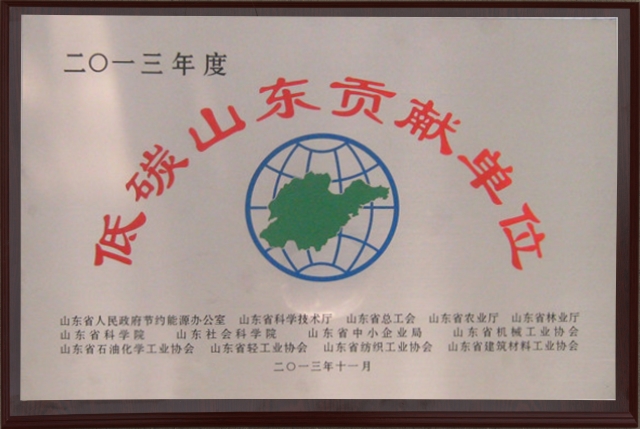 二〇一三年度
低碳山东贡献单位
山东省人民政府节约能源办公室 山东省科学技术厅 山东省总工会 山东省农业厅 山东省林业厅
山东省科学院 山东社会科学院 山东省中小企业局 山东省机械工业协会
山东省石油化学工业协会 山东省轻工业协会 山东省纺织工业协会 山东省建筑材料工业协会
二〇一三年十一月